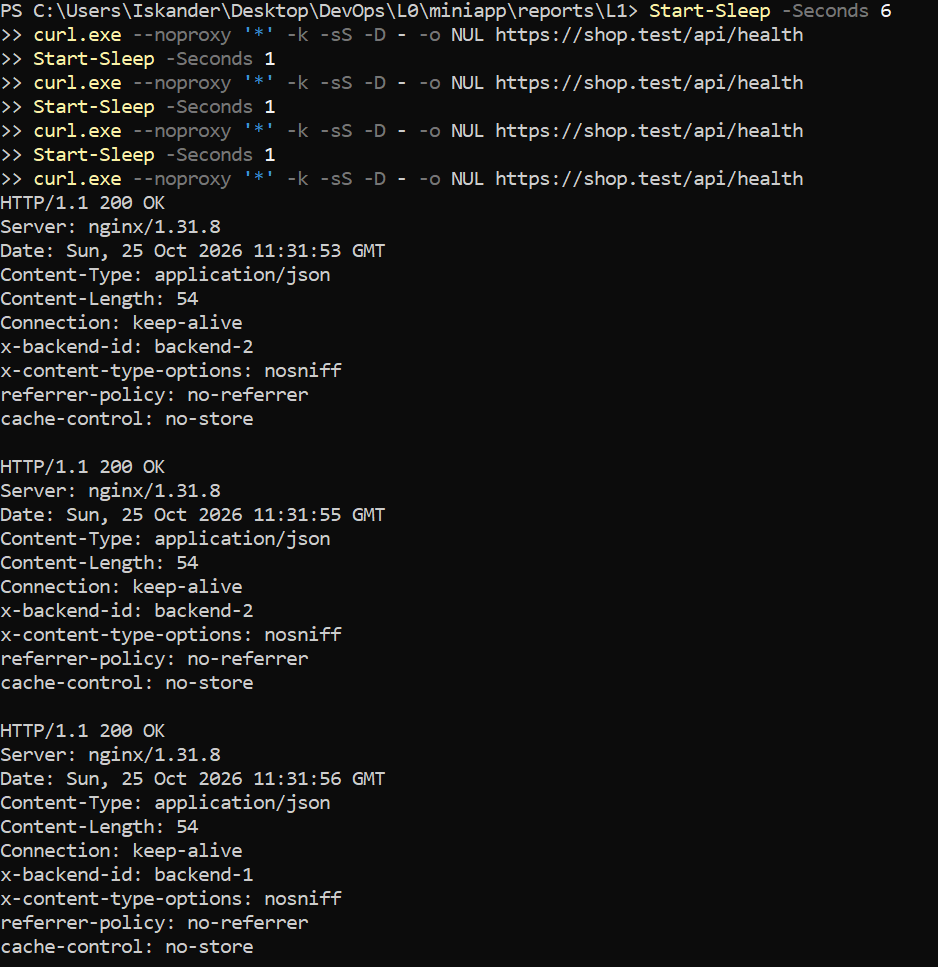 PS C:\Users\Iskander\Desktop\DevOps\L0\miniapp\reports\L1> Start-Sleep -Seconds 6
>> curl.exe --noproxy '*' -k -sS -D - -o NUL https://shop.test/api/health
>> Start-Sleep -Seconds 1
>> curl.exe --noproxy '*' -k -sS -D - -o NUL https://shop.test/api/health
>> Start-Sleep -Seconds 1
>> curl.exe --noproxy '*' -k -sS -D - -o NUL https://shop.test/api/health
>> Start-Sleep -Seconds 1
>> curl.exe --noproxy '*' -k -sS -D - -o NUL https://shop.test/api/health
HTTP/1.1 200 OK
Server: nginx/1.31.8
Date: Sun, 25 Oct 2026 11:31:53 GMT
Content-Type: application/json
Content-Length: 54
Connection: keep-alive
x-backend-id: backend-2
x-content-type-options: nosniff
referrer-policy: no-referrer
cache-control: no-store

HTTP/1.1 200 OK
Server: nginx/1.31.8
Date: Sun, 25 Oct 2026 11:31:55 GMT
Content-Type: application/json
Content-Length: 54
Connection: keep-alive
x-backend-id: backend-2
x-content-type-options: nosniff
referrer-policy: no-referrer
cache-control: no-store

HTTP/1.1 200 OK
Server: nginx/1.31.8
Date: Sun, 25 Oct 2026 11:31:56 GMT
Content-Type: application/json
Content-Length: 54
Connection: keep-alive
x-backend-id: backend-1
x-content-type-options: nosniff
referrer-policy: no-referrer
cache-control: no-store